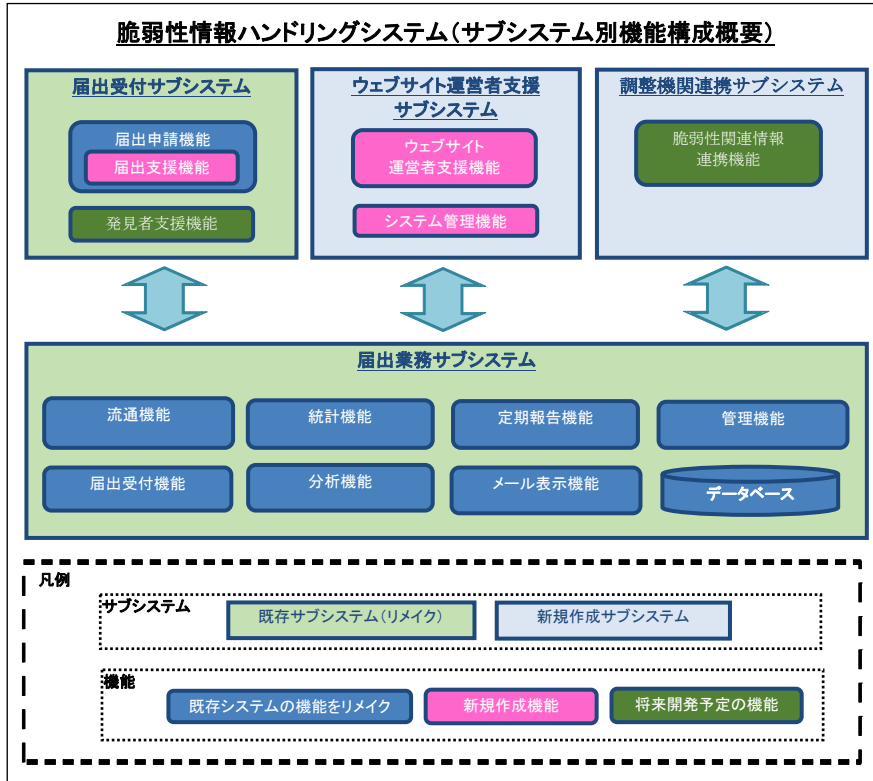 脆弱性情報ハンドリングシステム(サブシステム別機能構成概要)
届出受付サブシステム
届出申請機能
届出支援機能
発見者支援機能
ウェブサイト運営者支援
サブシステム
ウェブサイト
運営者支援機能
システム管理機能
調整機関連携サブシステム
脆弱性関連情報
連携機能
届出業務サブシステム
流通機能
統計機能
定期報告機能
管理機能
届出受付機能
分析機能
メール表示機能
データベース
凡例
サブシステム
既存サブシステム(リメイク)
新規作成サブシステム
機能
既存システムの機能をリメイク
新規作成機能
将来開発予定の機能